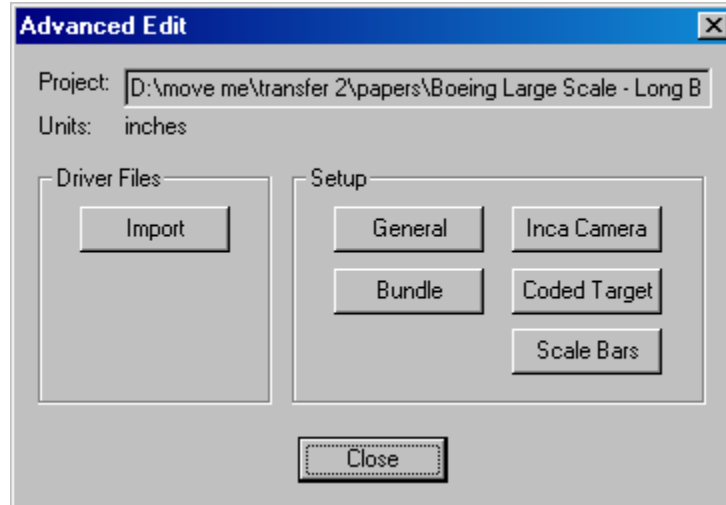 Advanced Edit
Project: D:\move me\transfer 2\papers\Boeing Large Scale - Long B
Units: inches
Driver Files
Import
Setup
General
Inca Camera
Bundle
Coded Target
Scale Bars
Close